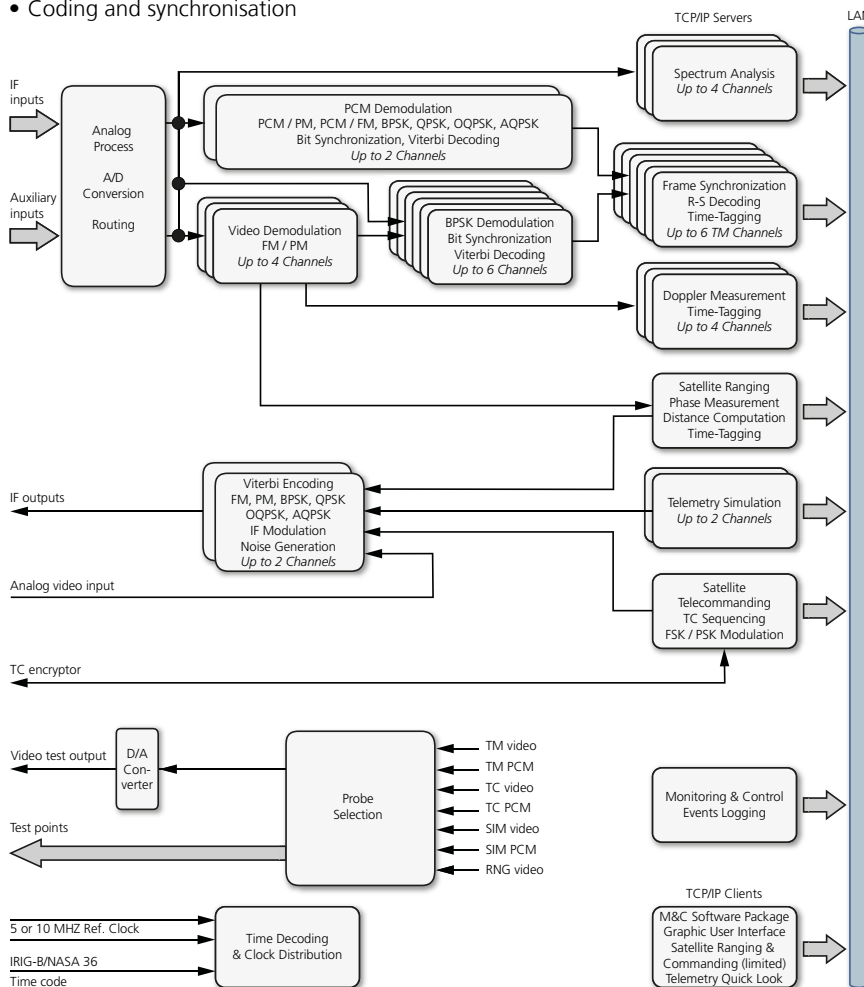 • Coding and synchronisation
TCP/IP Servers
LAN
IF
inputs
Auxiliary
inputs
Analog
Process
A/D
Conversion
Routing
PCM Demodulation
PCM / PM, PCM / FM, BPSK, QPSK, OQPSK, AQPSK
Bit Synchronization, Viterbi Decoding
Up to 2 Channels
Spectrum Analysis
Up to 4 Channels
Video Demodulation
FM / PM
Up to 4 Channels
BPSK Demodulation
Bit Synchronization
Viterbi Decoding
Up to 6 Channels
Frame Synchronization
R-S Decoding
Time-Tagging
Up to 6 TM Channels
Doppler Measurement
Time-Tagging
Up to 4 Channels
Satellite Ranging
Phase Measurement
Distance Computation
Time-Tagging
IF outputs
Viterbi Encoding
FM, PM, BPSK, QPSK
OQPSK, AQPSK
IF Modulation
Noise Generation
Up to 2 Channels
Telemetry Simulation
Up to 2 Channels
Analog video input
Satellite
Telecommanding
TC Sequencing
FSK / PSK Modulation
TC encryptor
Video test output
D/A
Con-
verter
Test points
Probe
Selection
TM video
TM PCM
TC video
TC PCM
SIM video
SIM PCM
RNG video
Monitoring & Control
Events Logging
TCP/IP Clients
5 or 10 MHZ Ref. Clock
IRIG-B/NASA 36
Time code
Time Decoding
& Clock Distribution
M&C Software Package
Graphic User Interface
Satellite Ranging &
Commanding (limited)
Telemetry Quick Look